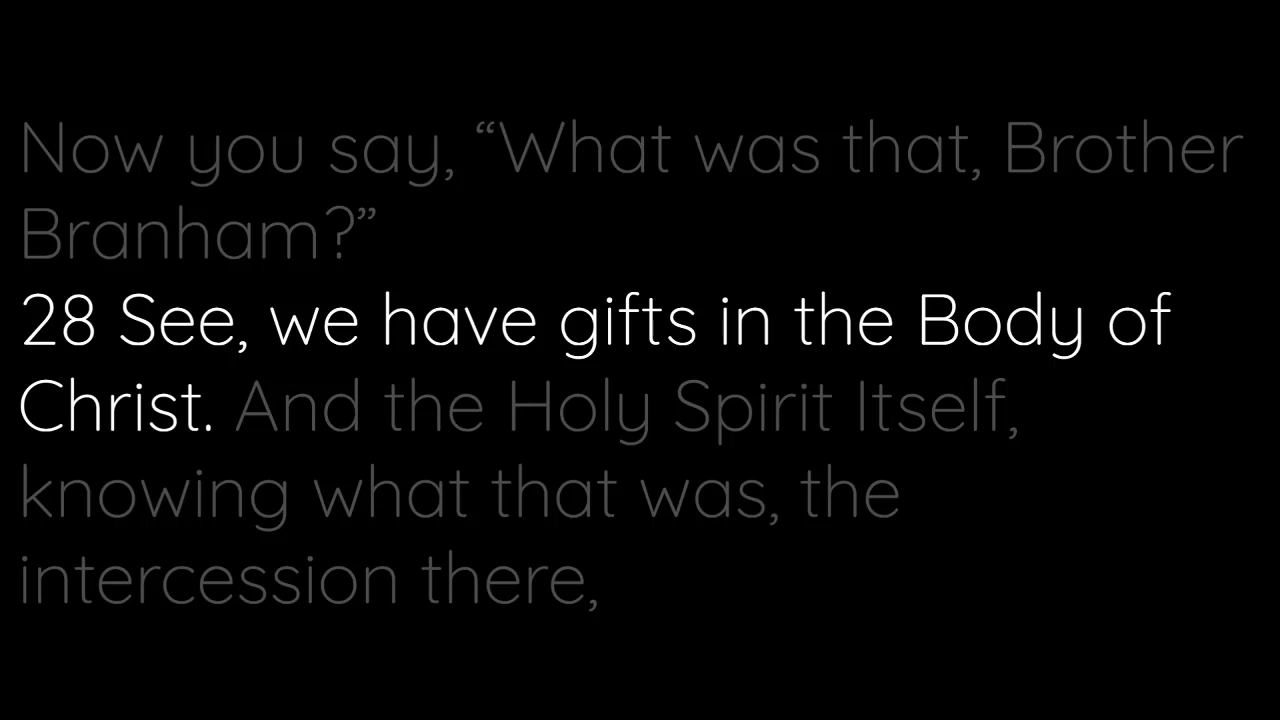 Now you say, “What was that, Brother
Branham?”
28 See, we have gifts in the Body of
Christ. And the Holy Spirit Itself,
knowing what that was, the
intercession there,